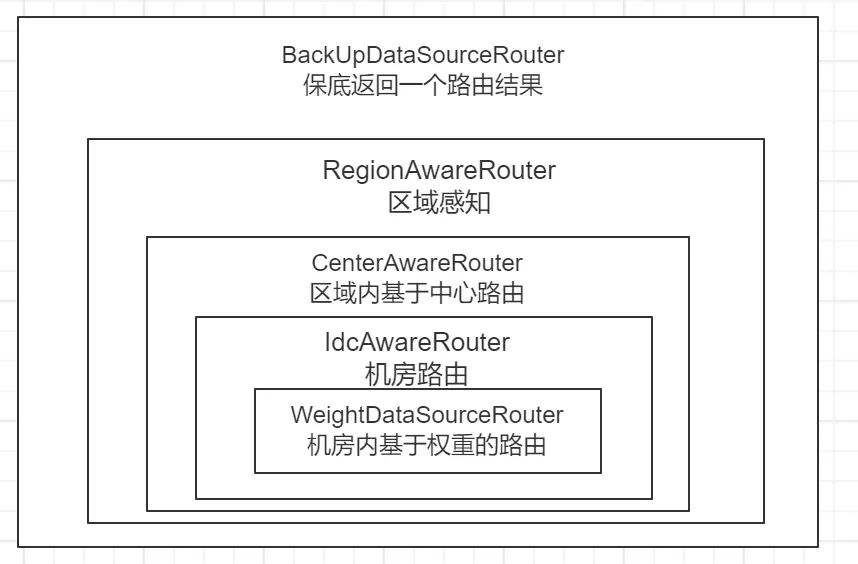 BackUpDataSourceRouter
保底返回一个路由结果
RegionAwareRouter
区域感知
CenterAwareRouter
区域内基于中心路由
IdcAwareRouter
机房路由
WeightDataSourceRouter
机房内基于权重的路由